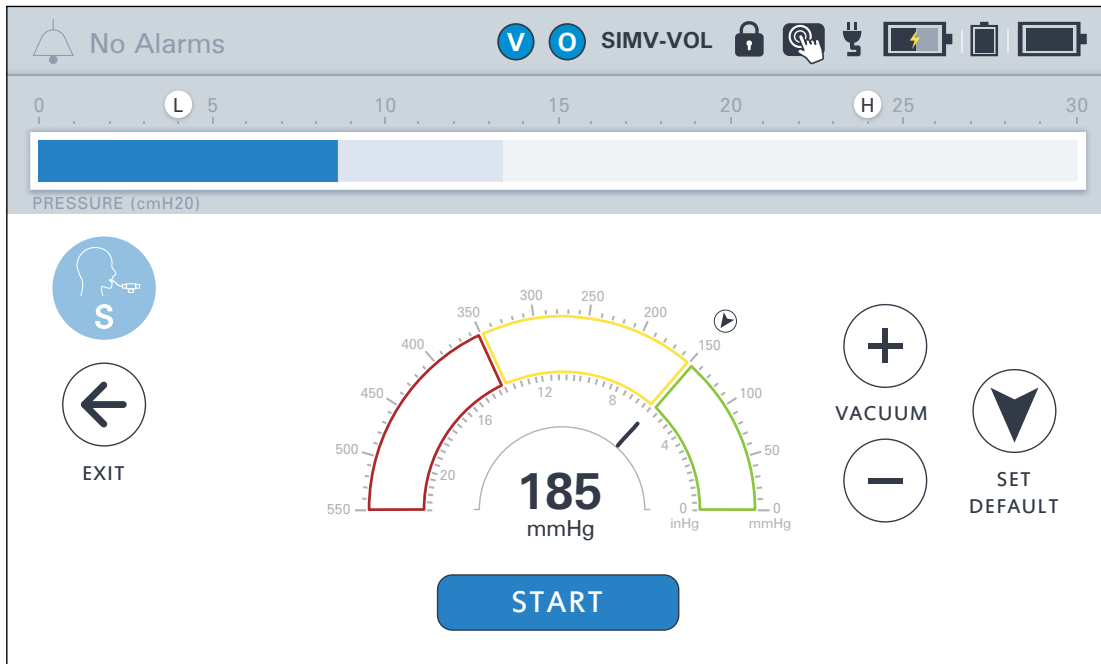 No Alarms
V O SIMV-VOL
0 L 5 10 15 20 H 25 30
PRESSURE (cmH20)
S
EXIT
550 500 450 400 350 300 250 200 150 100 50 0
mmHg
20 16 12 8 4 0
inHg
185
mmHg
VACUUM
SET
DEFAULT
START